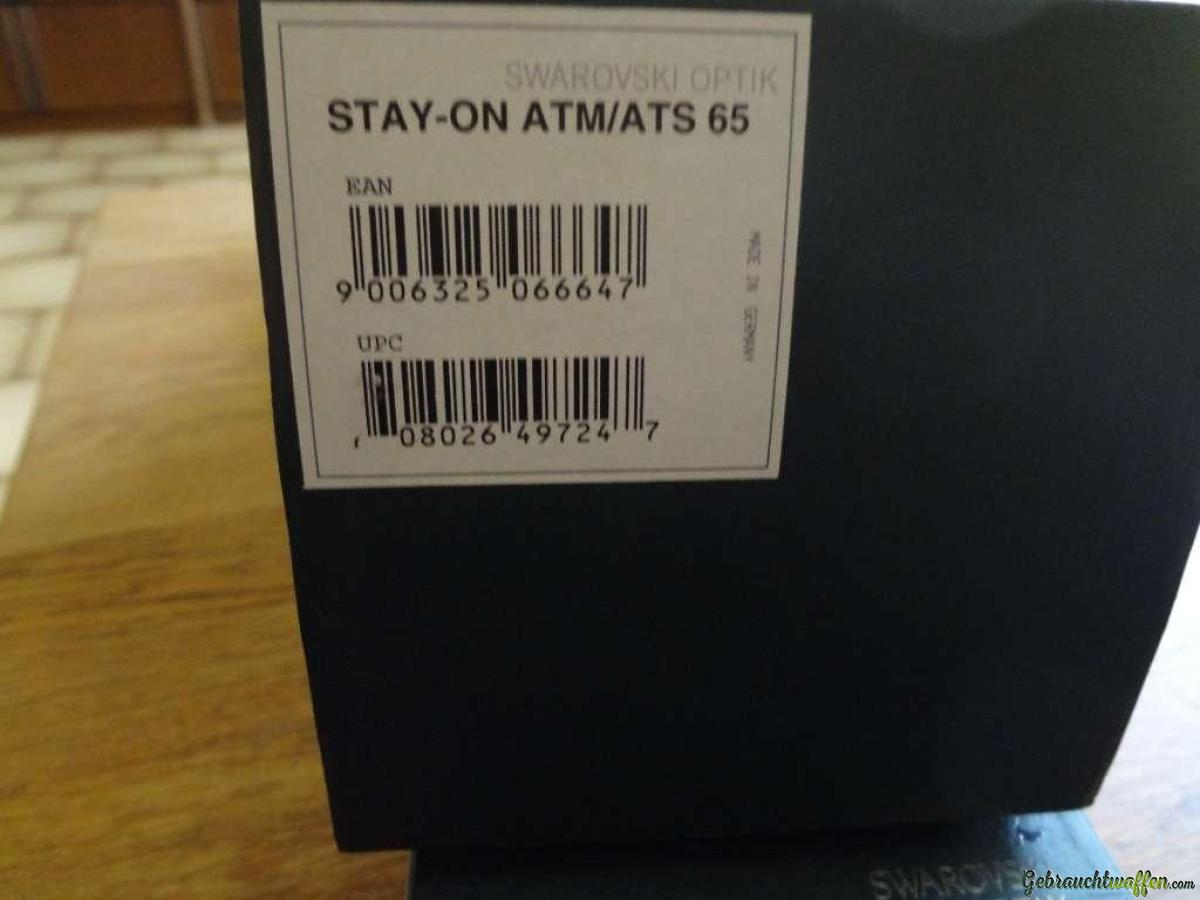 SWAROVSKI OPTIK
STAY-ON ATM/ATS 65
EAN
9 006325 066647
MADE IN GERMANY
UPC
08026 49724 7
SWAROVSKI
Gebrauchtwaffen.com